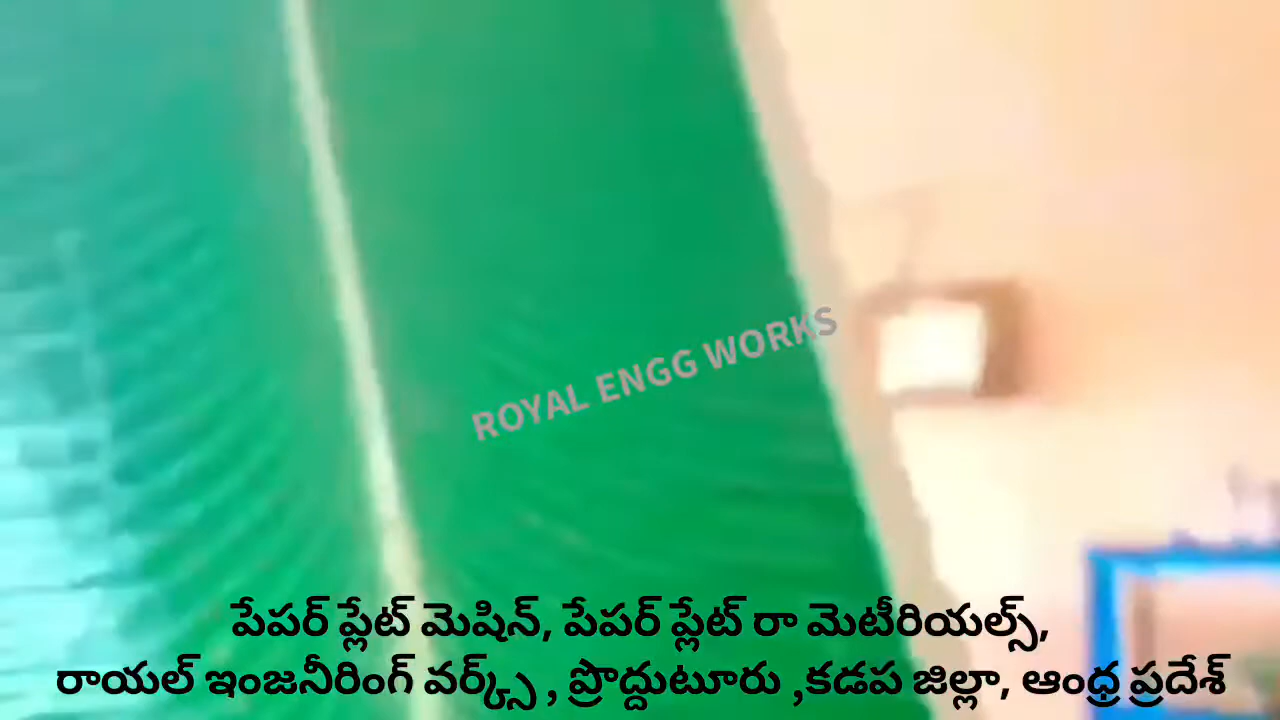 ROYAL ENGG WORKS
పేపర్ ప్లేట్ మెషిన్, పేపర్ ప్లేట్ రా మెటీరియల్స్,
రాయల్ ఇంజనీరింగ్ వర్క్స్ , ప్రొద్దుటూరు ,కడప జిల్లా, ఆంధ్ర ప్రదేశ్